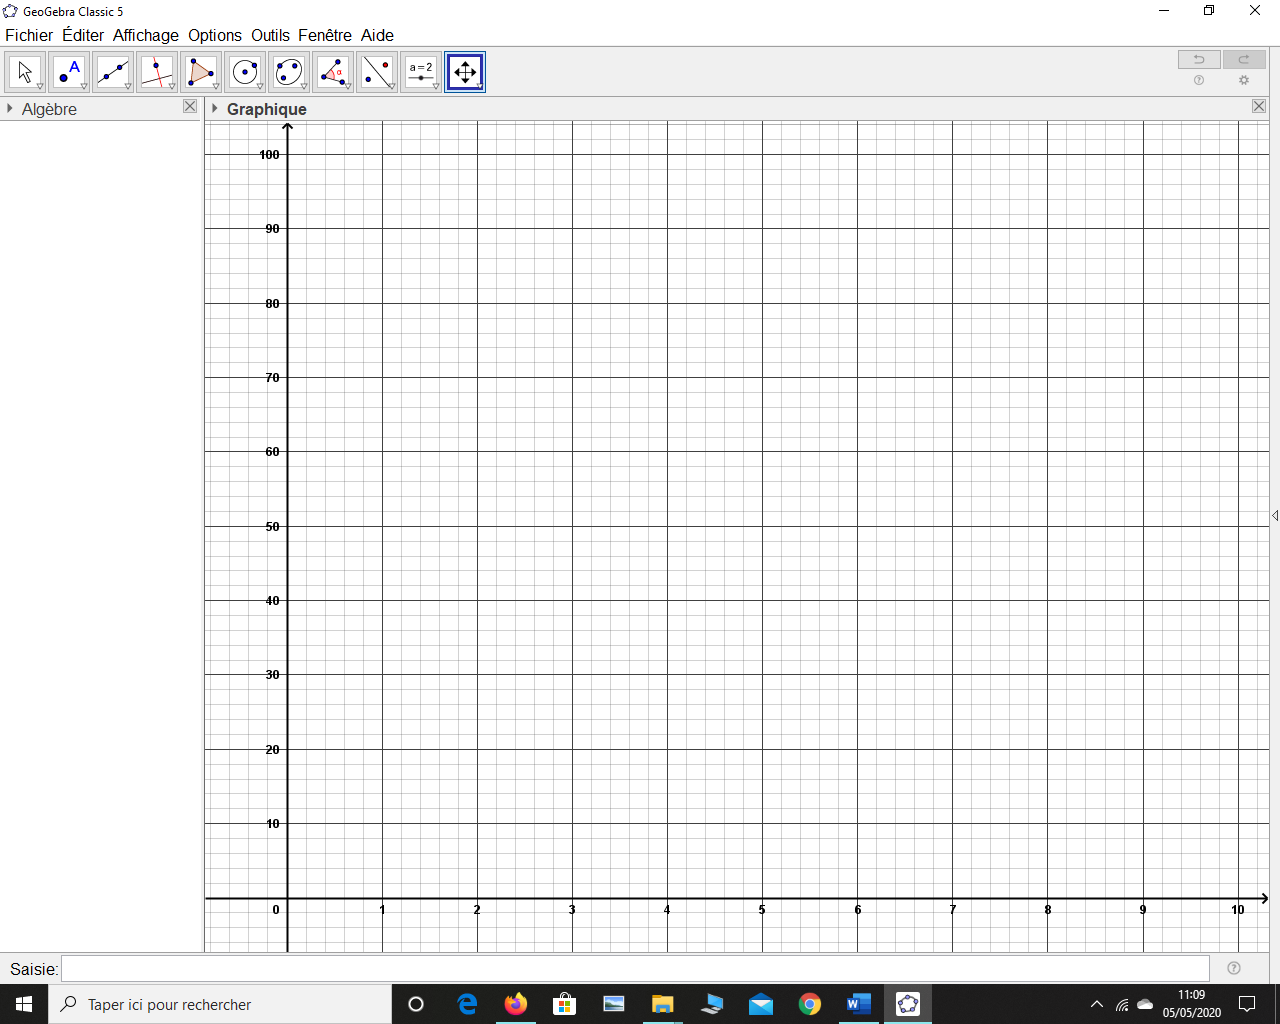 GeoGebra Classic 5
Fichier Éditer Affichage Options Outils Fenêtre Aide
A
α
a = 2
Algèbre
Graphique
100
90
80
70
60
50
40
30
20
10
0 1 2 3 4 5 6 7 8 9 10
Saisie:
Taper ici pour rechercher
11:09
05/05/2020